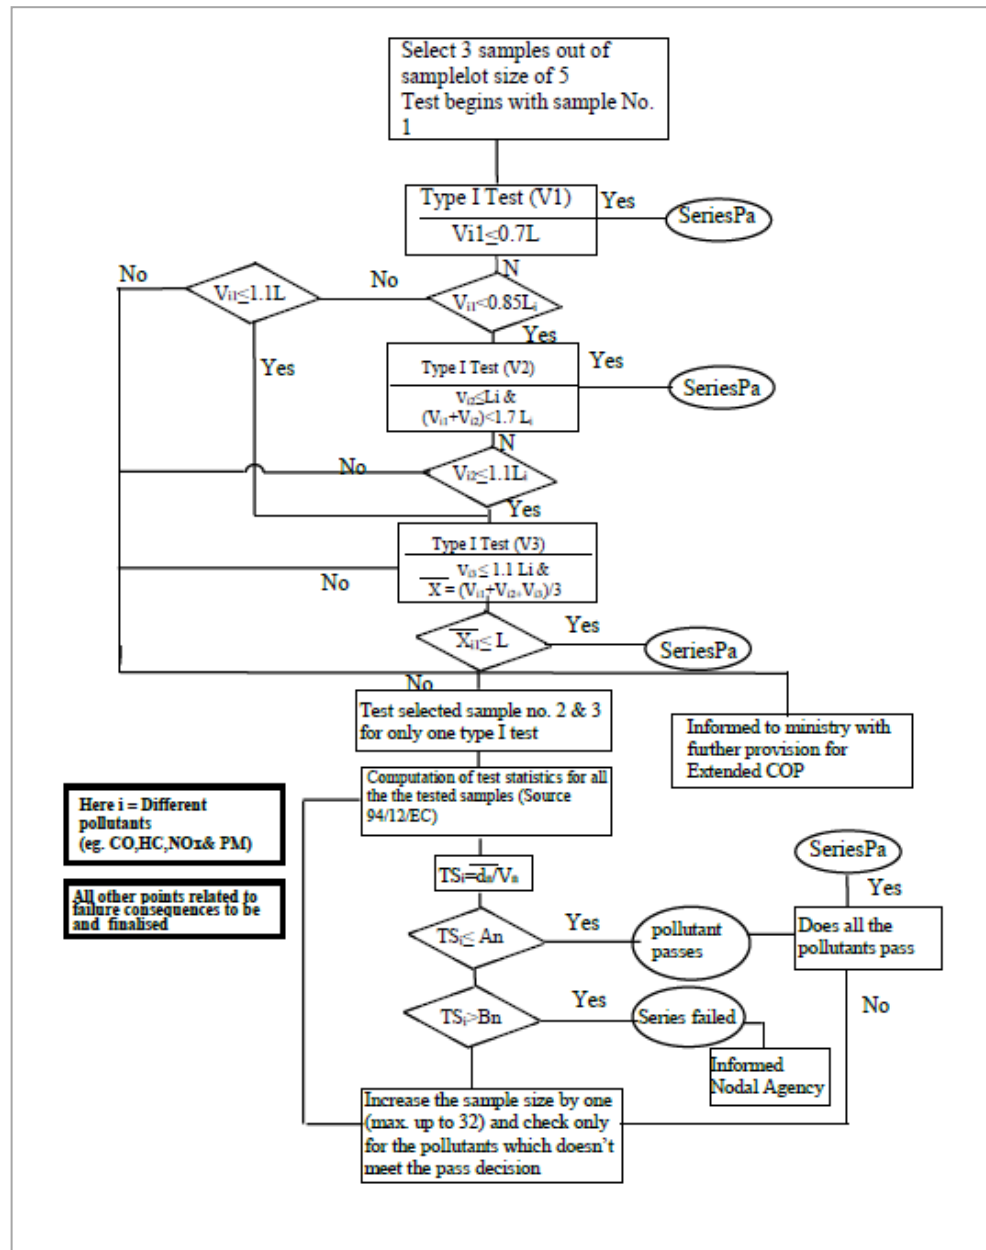 Select 3 samples out of
samplelot size of 5
Test begins with sample No.
1
Type I Test (V1)
Yes
SeriesPa
Vi1≤0.7L
N
No
No
Vi1≤1.1L
Vi1<0.85Li
Yes
Yes
Type I Test (V2)
Yes
SeriesPa
Vi2≤Li &
(Vi1+Vi2)<1.7 Li
N
No
Vi2≤1.1Li
Yes
Type I Test (V3)
No
Vi3≤ 1.1 Li &
X = (Vi1+Vi2+Vi3)/3
Yes
Xi1≤ L
SeriesPa
No
Test selected sample no. 2 & 3
for only one type I test
Informed to ministry with
further provision for
Extended COP
Computation of test statistics for all
the the tested samples (Source
94/12/EC)
Here i = Different
pollutants
(eg. CO,HC,NOx& PM)
TSi=dn/Vn
SeriesPa
Yes
All other points related to
failure consequences to be
and finalised
TSi≤ An
Yes
pollutant
passes
Does all the
pollutants pass
TSi>Bn
Yes
Series failed
No
Informed
Nodal Agency
Increase the sample size by one
(max. up to 32) and check only
for the pollutants which doesn't
meet the pass decision